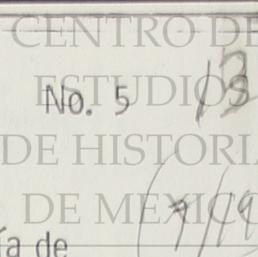 CENTRO DE
ESTUDIOS
No. 5
DE HISTORIA
DE MEXICO
ía de